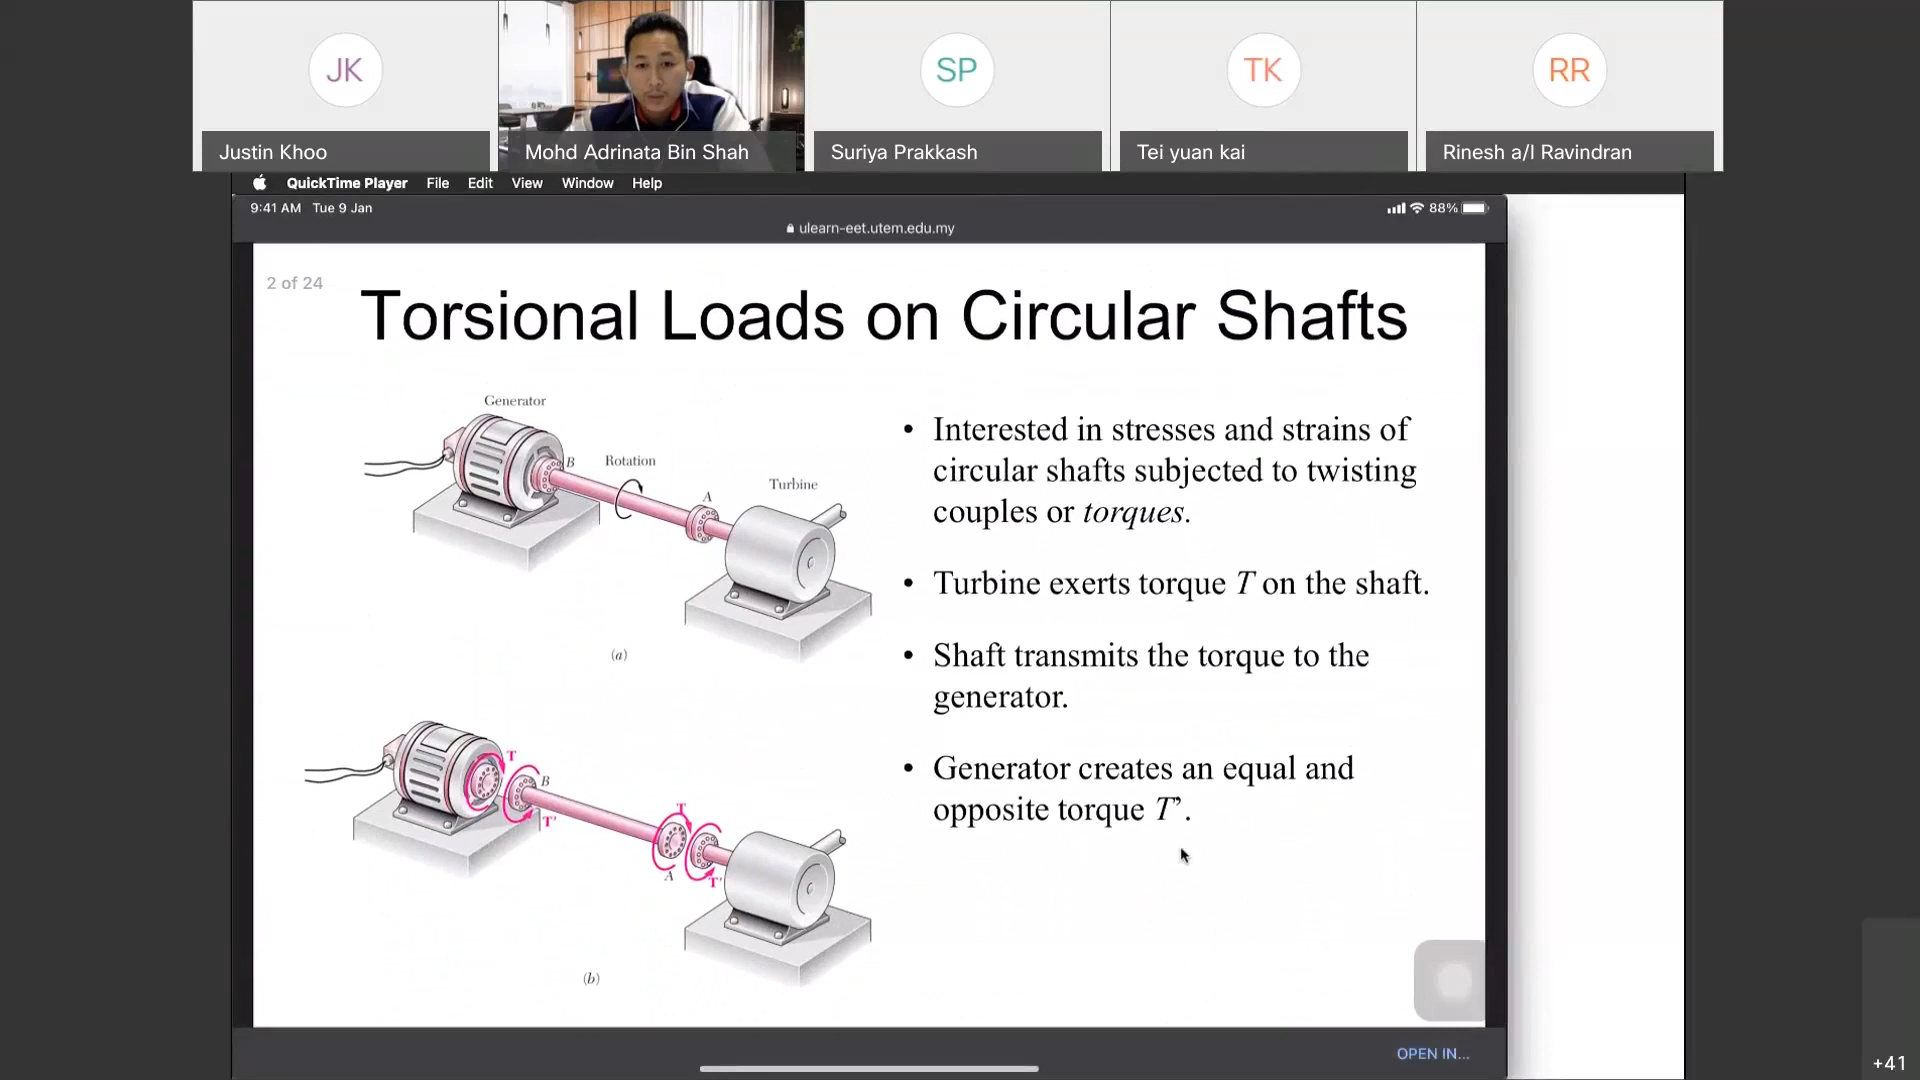 JK
SP
TK
RR
Justin Khoo
Mohd Adrinata Bin Shah
Suriya Prakkash
Tei yuan kai
Rinesh a/l Ravindran
QuickTime Player File Edit View Window Help
9:41 AM Tue 9 Jan
88%
ulearn-eet.utem.edu.my
2 of 24
Torsional Loads on Circular Shafts
Generator
B
Rotation
A
Turbine
(a)
T
B
T'
T
A
T'
(b)
• Interested in stresses and strains of
circular shafts subjected to twisting
couples or torques.
• Turbine exerts torque T on the shaft.
• Shaft transmits the torque to the
generator.
• Generator creates an equal and
opposite torque T’.
OPEN IN...
+41